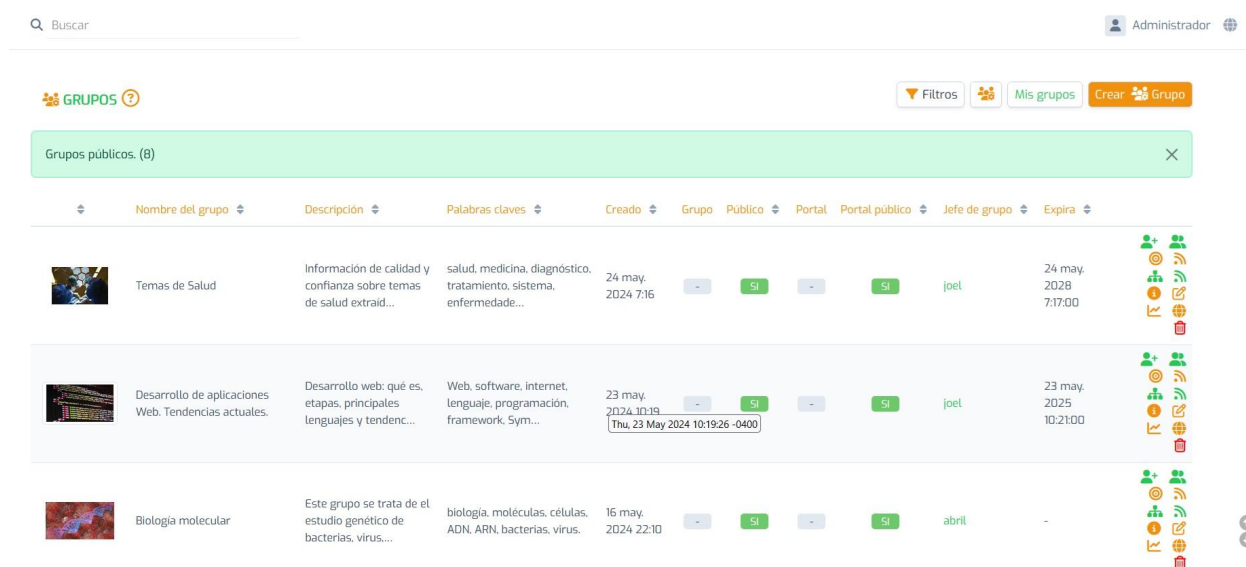 Buscar
Administrador
GRUPOS ?
Filtros
Mis grupos
Crear Grupo
Grupos públicos. (8)
Nombre del grupo Descripción Palabras claves Creado Grupo Público Portal Portal público Jefe de grupo Expira
Temas de Salud
Información de calidad y
confianza sobre temas
de salud extraíd...
salud, medicina, diagnóstico,
tratamiento, sistema,
enfermedade...
24 may.
2024 7:16
-
SI
-
SI
joel
24 may.
2028
7:17:00
Desarrollo de aplicaciones
Web. Tendencias actuales.
Desarrollo web: qué es,
etapas, principales
lenguajes y tendenc...
Web, software, internet,
lenguaje, programación,
framework, Sym...
23 may.
2024 10:19
Thu, 23 May 2024 10:19:26 -0400
-
SI
-
SI
joel
23 may.
2025
10:21:00
Biología molecular
Este grupo se trata de el
estudio genético de
bacterias, virus,...
biología, moléculas, células,
ADN, ARN, bacterias, virus.
16 may.
2024 22:10
-
SI
-
SI
abril
-